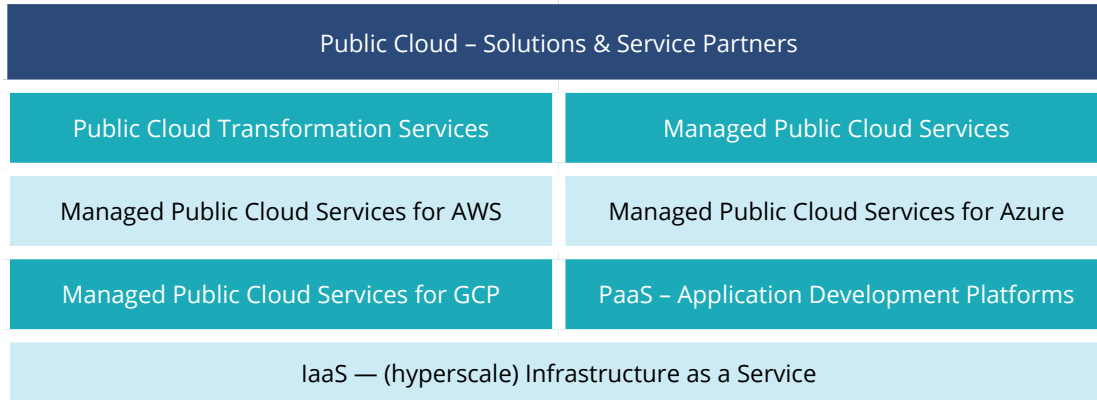 Public Cloud – Solutions & Service Partners
Public Cloud Transformation Services
Managed Public Cloud Services
Managed Public Cloud Services for AWS
Managed Public Cloud Services for Azure
Managed Public Cloud Services for GCP
PaaS – Application Development Platforms
IaaS — (hyperscale) Infrastructure as a Service